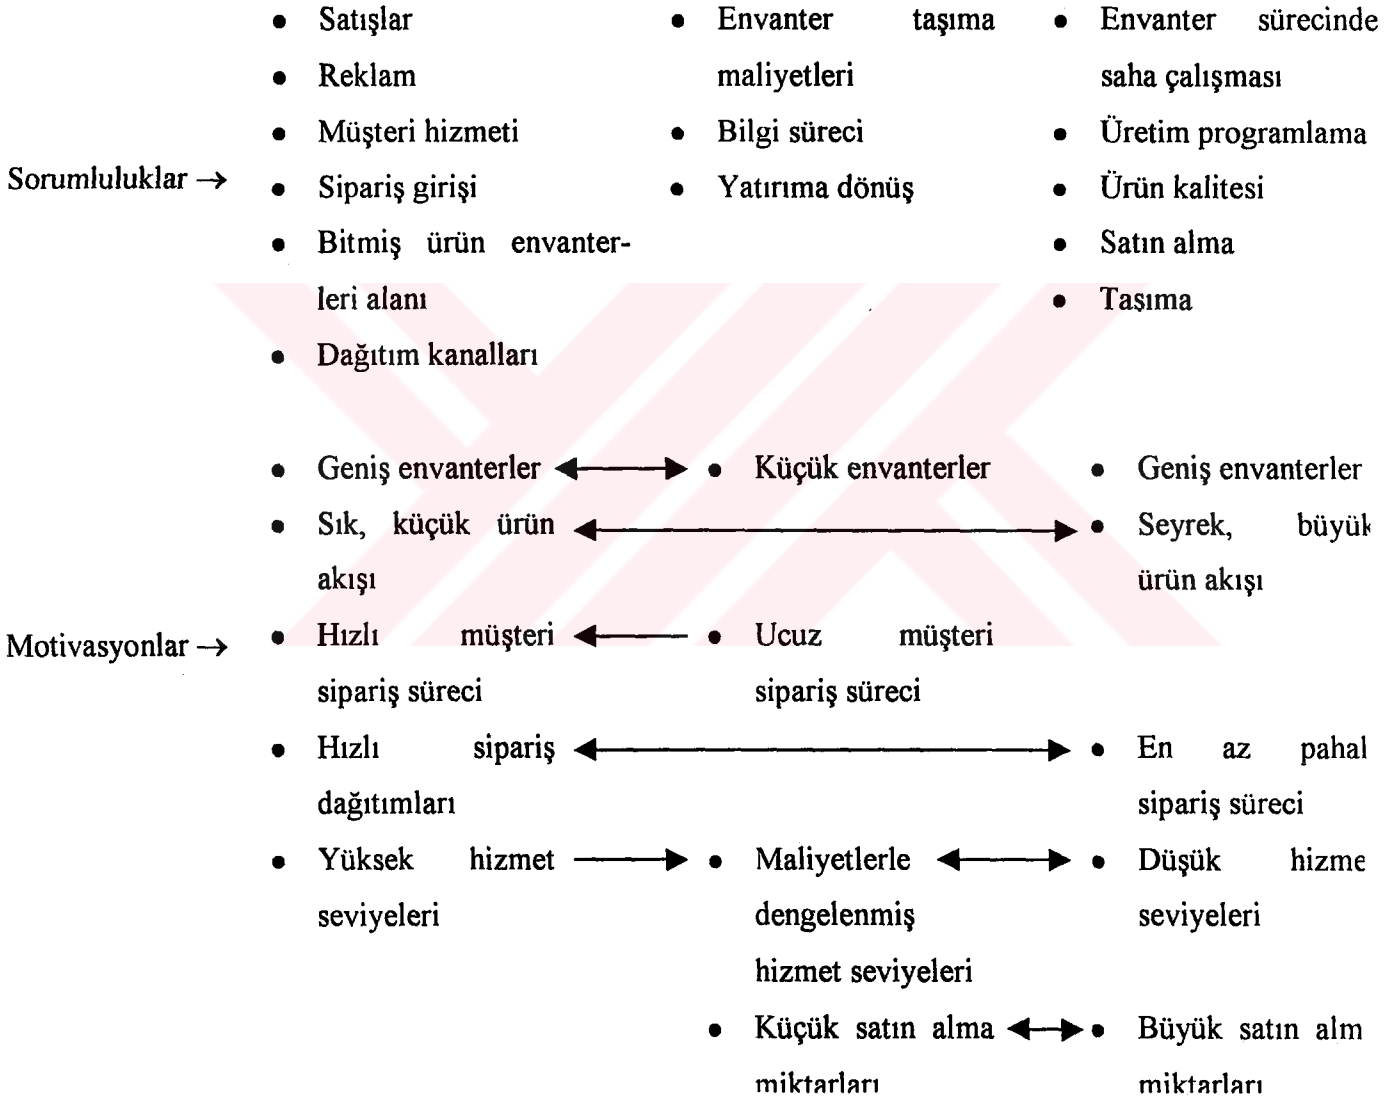 • Satışlar
• Reklam
• Müşteri hizmeti
• Sipariş girişi
• Bitmiş ürün envanter-
leri alanı
• Dağıtım kanalları
• Envanter taşıma
maliyetleri
• Bilgi süreci
• Yatırıma dönüş
• Envanter sürecinde
saha çalışması
• Üretim programlama
• Ürün kalitesi
• Satın alma
• Taşıma
Sorumluluklar →
Motivasyonlar →
• Geniş envanterler
• Sık, küçük ürün
akışı
• Hızlı müşteri
sipariş süreci
• Hızlı sipariş
dağıtımları
• Yüksek hizmet
seviyeleri
• Küçük envanterler
• Ucuz müşteri
sipariş süreci
• Maliyetlerle
dengelenmiş
hizmet seviyeleri
• Küçük satın alma
miktarları
• Geniş envanterler
• Seyrek, büyük
ürün akışı
• En az pahal
sipariş süreci
• Düşük hizme
seviyeleri
• Büyük satın alm
miktarları